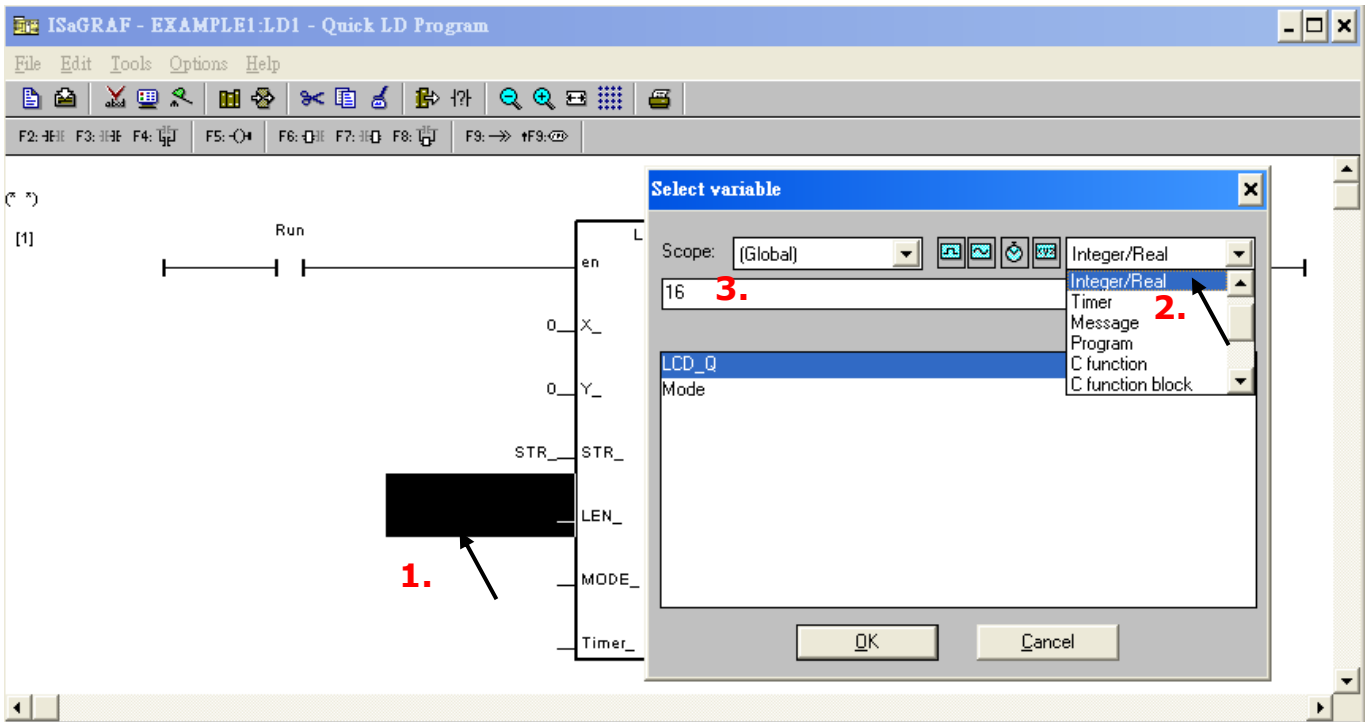 ISaGRAF - EXAMPLE1:LD1 - Quick LD Program
File Edit Tools Options Help
F2: F3: F4: F5: F6: F7: F8: F9: F9:
(* *)
[1]
Run
L
en
0 X_
0 Y_
STR_ STR_
LEN_
1.
MODE_
Timer_
Select variable
Scope: (Global) xyz Integer/Real
16
3.
Integer/Real
Timer
2.
Message
Program
C function
C function block
LCD_Q
Mode
OK Cancel